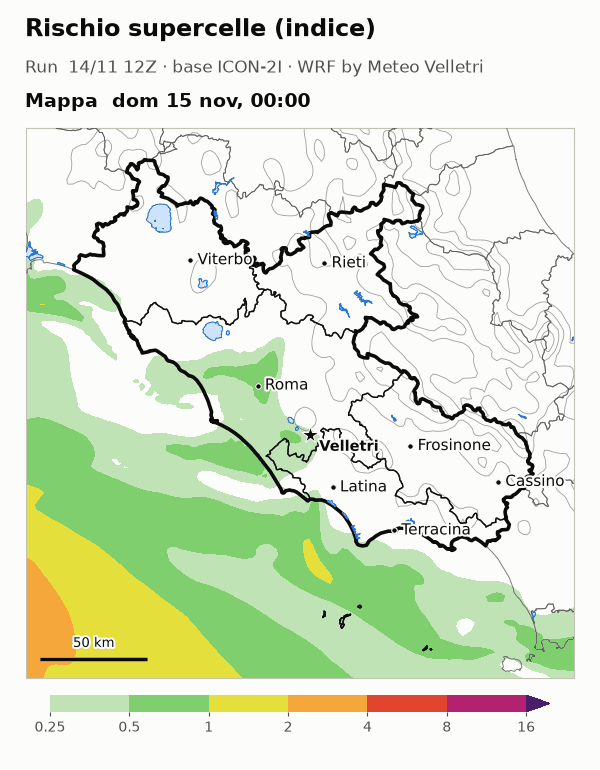 Rischio supercelle (indice)
Run  14/11 12Z · base ICON-2I · WRF by Meteo Velletri
Mappa  dom 15 nov, 00:00
Viterbo
Rieti
Roma
Velletri
Frosinone
Cassino
Latina
Terracina
50 km
0.25 0.5 1 2 4 8 16